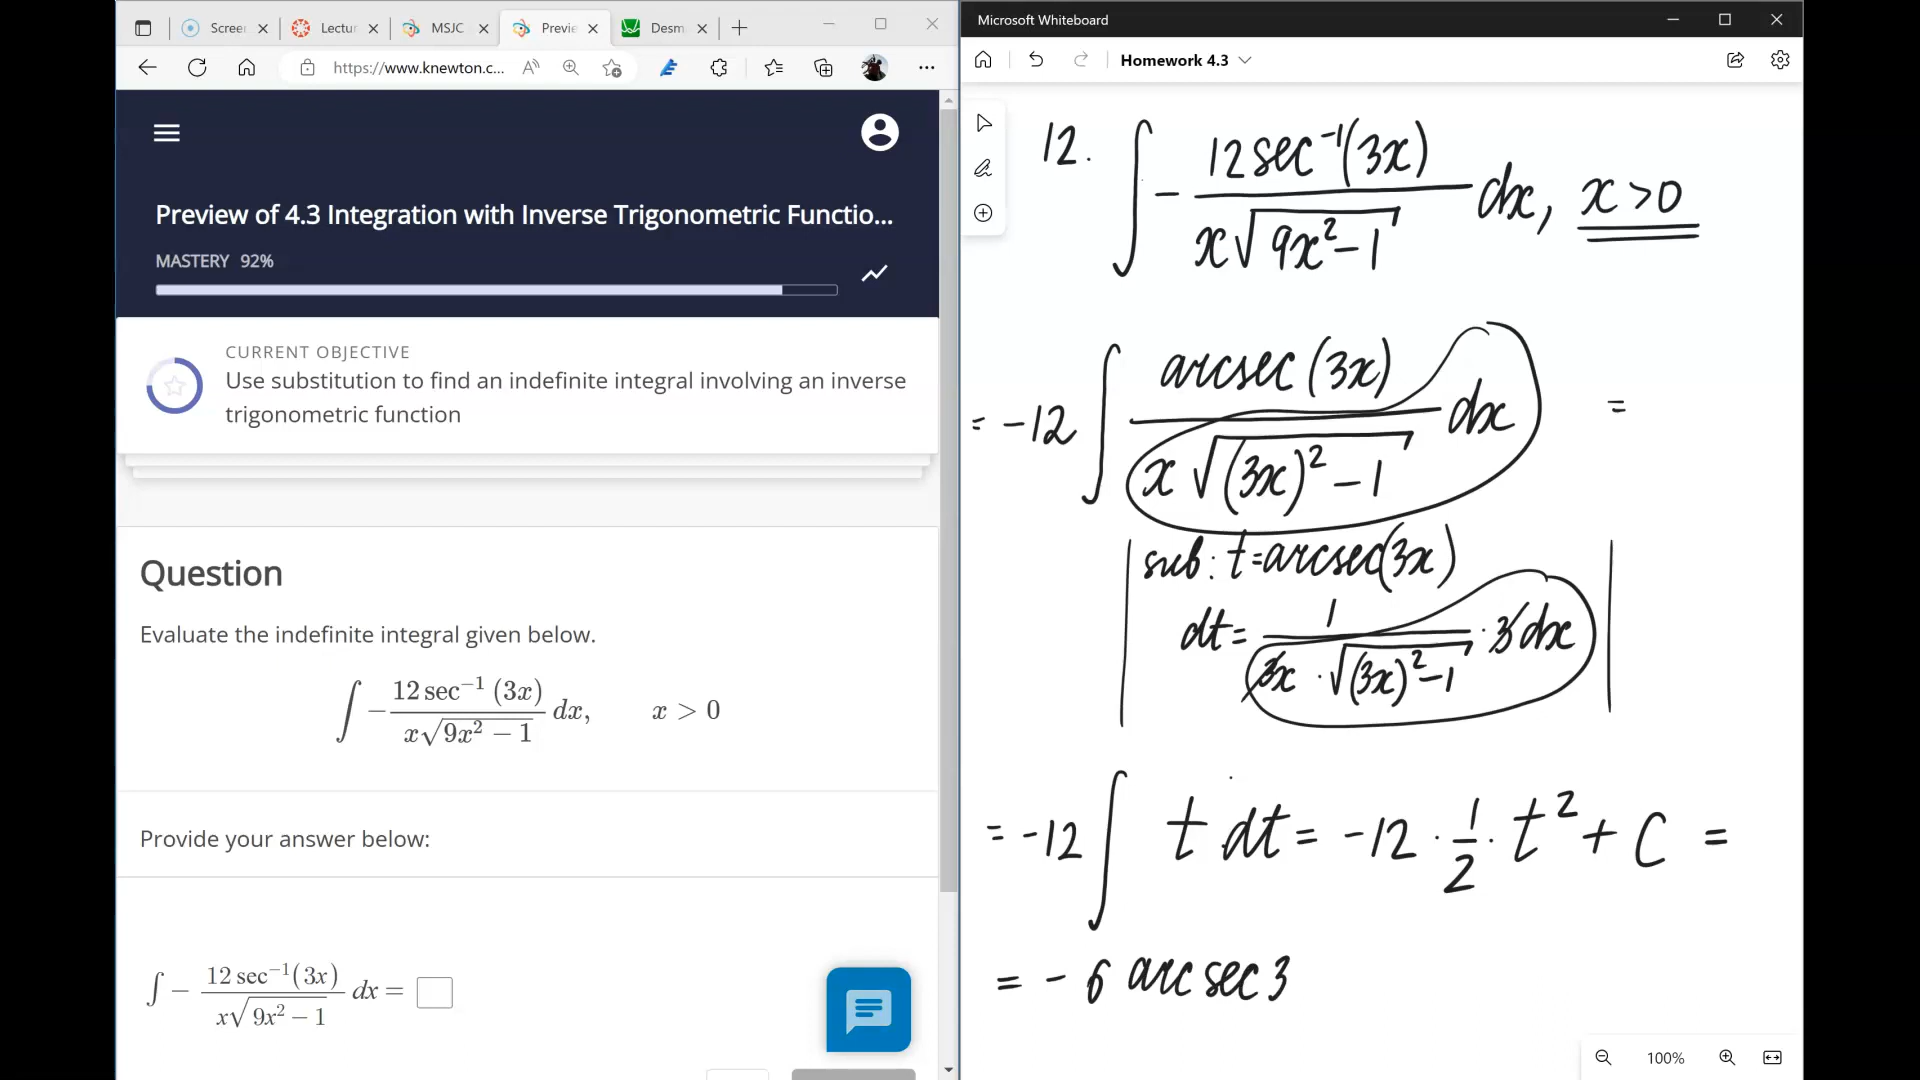 Screen
Lectur
MSJC
Previe
Desm
https://www.knewton.c...
Preview of 4.3 Integration with Inverse Trigonometric Functio...
MASTERY 92%
CURRENT OBJECTIVE
Use substitution to find an indefinite integral involving an inverse
trigonometric function
Question
Evaluate the indefinite integral given below.
∫ − 12 sec⁻¹ (3x) / x√(9x² − 1) dx, x > 0
Provide your answer below:
∫ − 12 sec⁻¹(3x) / x√(9x² − 1) dx =
Microsoft Whiteboard
Homework 4.3
12. ∫ − 12 sec⁻¹(3x) / x√(9x² − 1) dx, x > 0
= −12 ∫ arcsec (3x) / x√((3x)² − 1) dx =
sub: t = arcsec(3x)
dt = 1 / 3x · √((3x)² − 1) · 3 dx
= −12 ∫ t dt = −12 · 1/2 · t² + C =
= − 6 arcsec 3
100%